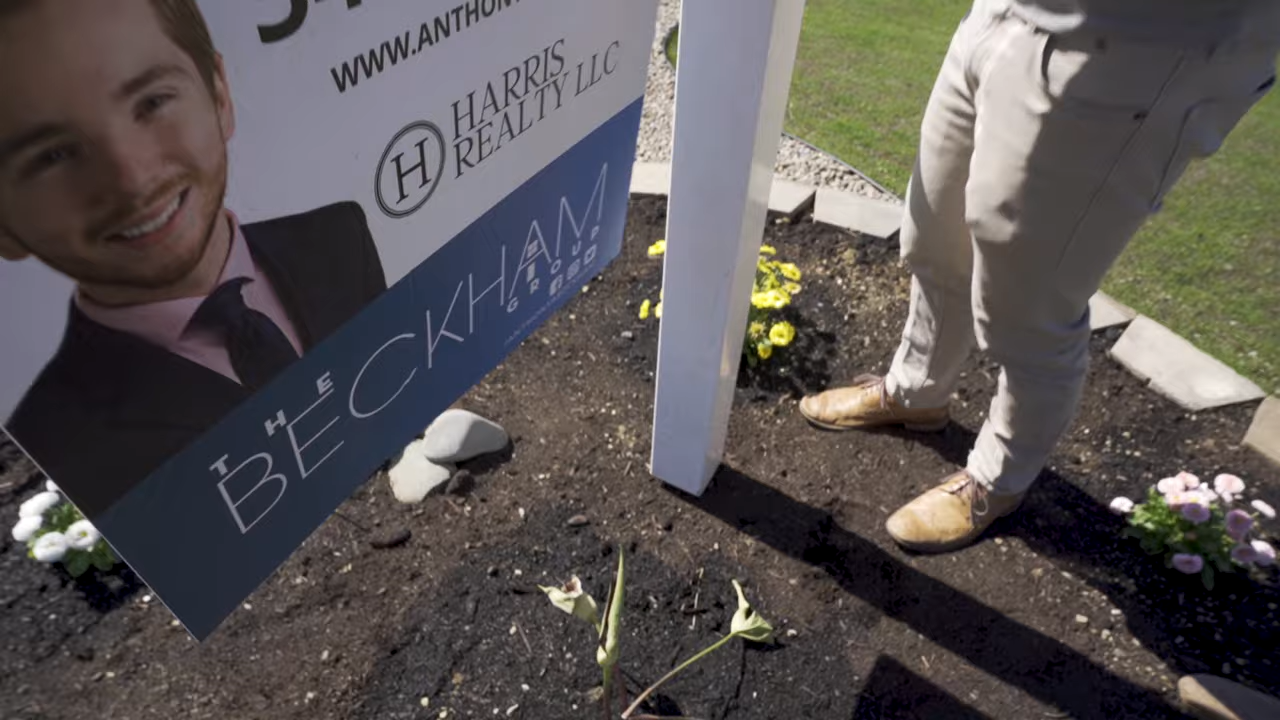 WWW.ANTHON
H
HARRIS
REALTY LLC
THE
BECKHAM
GROUP